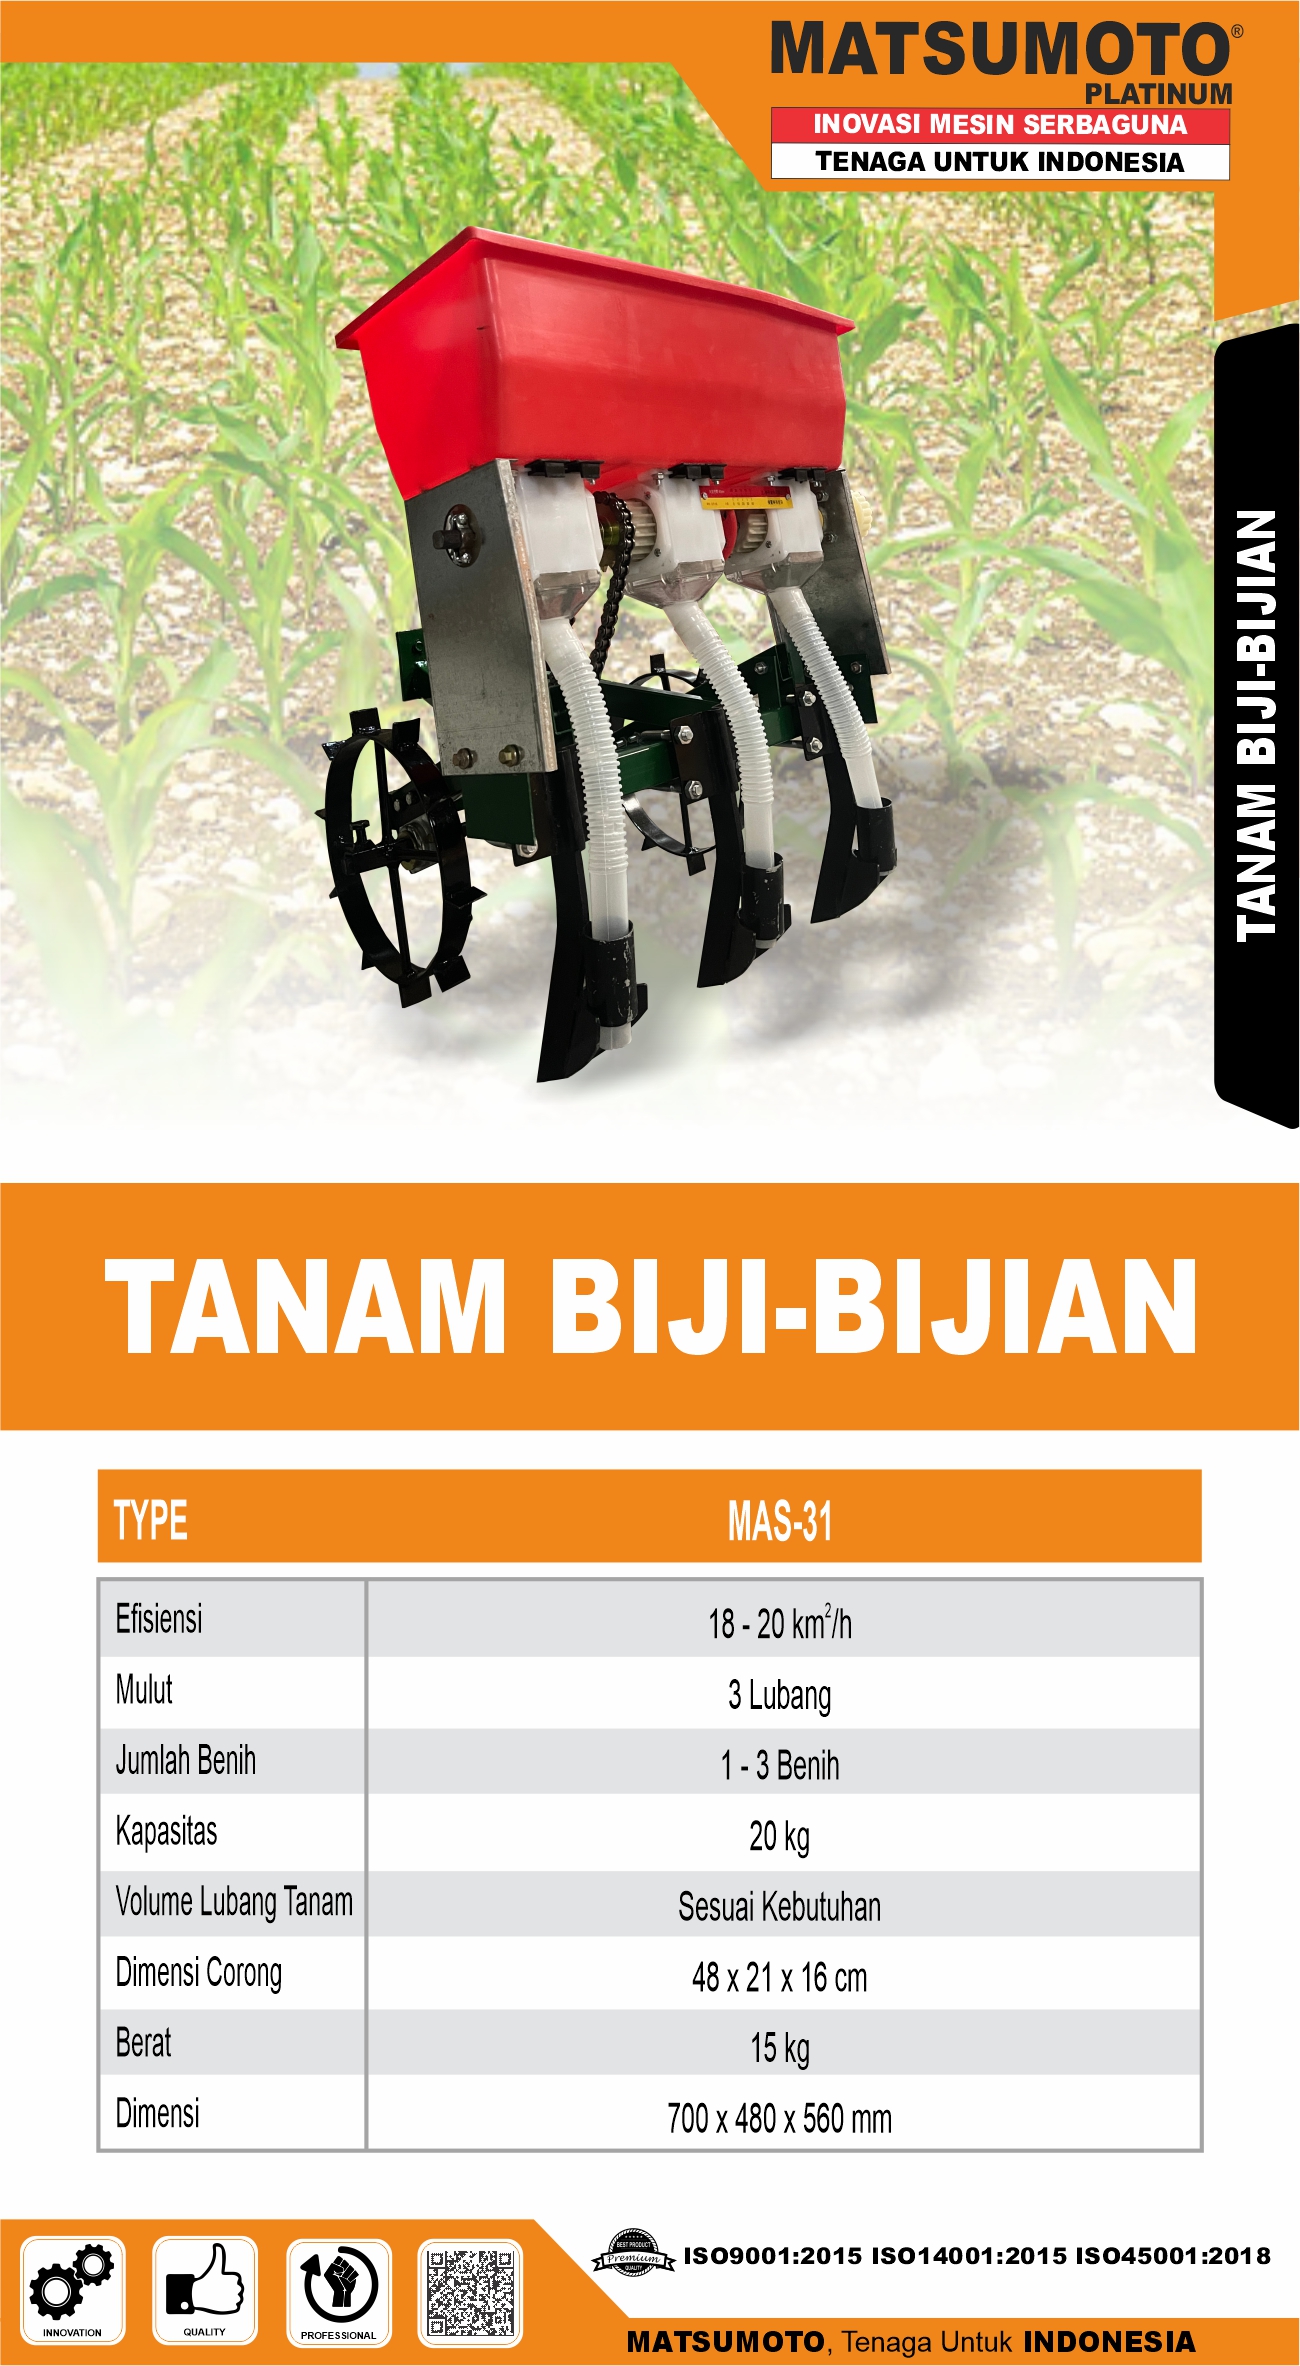 MATSUMOTO®
PLATINUM
INOVASI MESIN SERBAGUNA
TENAGA UNTUK INDONESIA
TANAM BIJI-BIJIAN
TANAM BIJI-BIJIAN
TYPE MAS-31
Efisiensi 18 - 20 km²/h
Mulut 3 Lubang
Jumlah Benih 1 - 3 Benih
Kapasitas 20 kg
Volume Lubang Tanam Sesuai Kebutuhan
Dimensi Corong 48 x 21 x 16 cm
Berat 15 kg
Dimensi 700 x 480 x 560 mm
INNOVATION
QUALITY
PROFESSIONAL
BEST PRODUCT
Premium
QUALITY
ISO9001:2015 ISO14001:2015 ISO45001:2018
MATSUMOTO, Tenaga Untuk INDONESIA